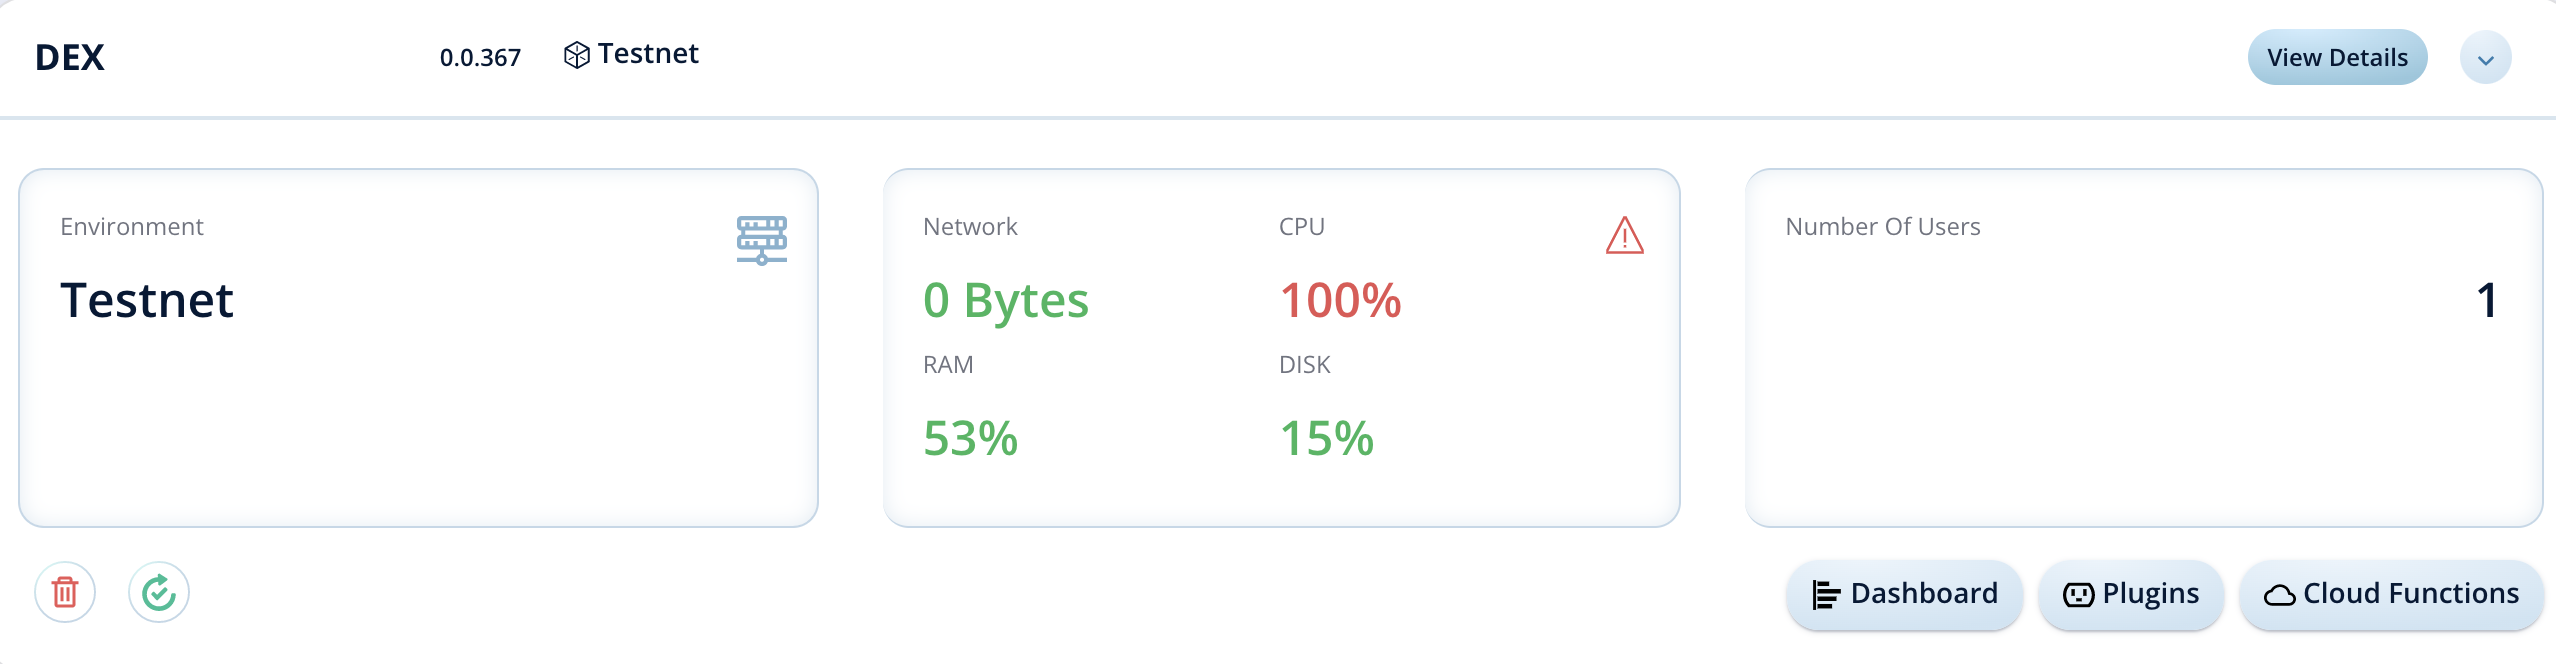 DEX
0.0.367
Testnet
View Details
Environment
Testnet
Network
0 Bytes
CPU
100%
RAM
53%
DISK
15%
Number Of Users
1
Dashboard
Plugins
Cloud Functions